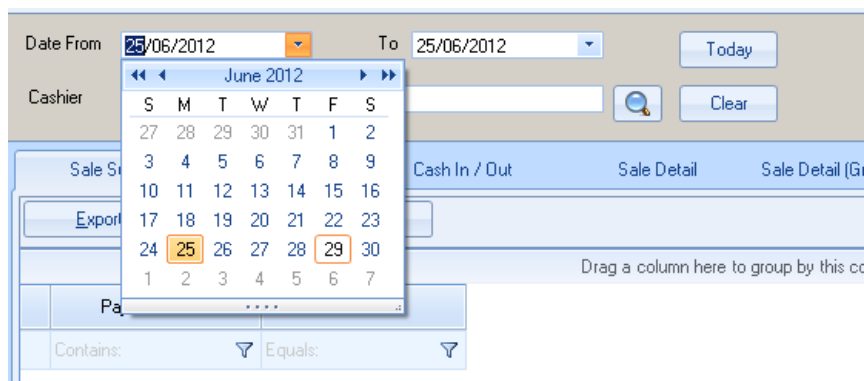 Date From 25/06/2012 To 25/06/2012 Today
June 2012
Cashier Clear
S M T W T F S
27 28 29 30 31 1 2
3 4 5 6 7 8 9
Sale Cash In / Out Sale Detail Sale Detail
10 11 12 13 14 15 16
17 18 19 20 21 22 23
24 25 26 27 28 29 30
Drag a column here to group by this
1 2 3 4 5 6 7
Contains: Equals: